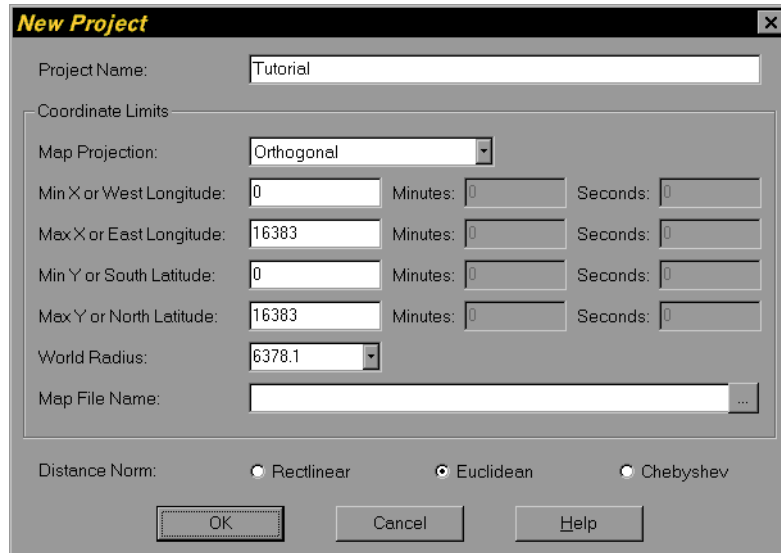 New Project
Project Name: Tutorial
Coordinate Limits
Map Projection: Orthogonal
Min X or West Longitude: 0 Minutes: 0 Seconds: 0
Max X or East Longitude: 16383 Minutes: 0 Seconds: 0
Min Y or South Latitude: 0 Minutes: 0 Seconds: 0
Max Y or North Latitude: 16383 Minutes: 0 Seconds: 0
World Radius: 6378.1
Map File Name: ...
Distance Norm: Rectlinear Euclidean Chebyshev
OK Cancel Help